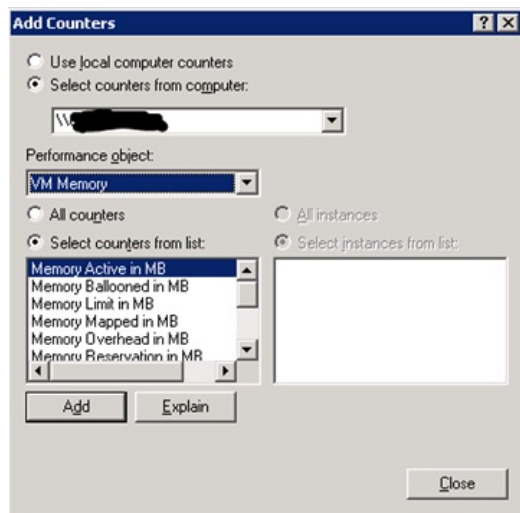 Add Counters
Use local computer counters
Select counters from computer:
\\
Performance object:
VM Memory
All counters
All instances
Select counters from list:
Select instances from list:
Memory Active in MB
Memory Ballooned in MB
Memory Limit in MB
Memory Mapped in MB
Memory Overhead in MB
Memory Reservation in MB
Add
Explain
Close